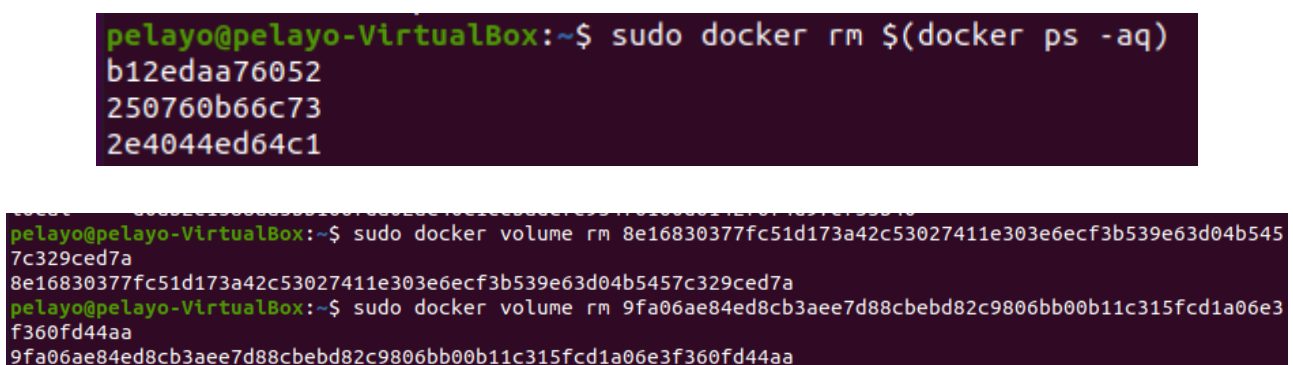 pelayo@pelayo-VirtualBox:~$ sudo docker rm $(docker ps -aq)
b12edaa76052
250760b66c73
2e4044ed64c1
pelayo@pelayo-VirtualBox:~$ sudo docker volume rm 8e16830377fc51d173a42c53027411e303e6ecf3b539e63d04b545
7c329ced7a
8e16830377fc51d173a42c53027411e303e6ecf3b539e63d04b5457c329ced7a
pelayo@pelayo-VirtualBox:~$ sudo docker volume rm 9fa06ae84ed8cb3aee7d88cbebd82c9806bb00b11c315fcd1a06e3
f360fd44aa
9fa06ae84ed8cb3aee7d88cbebd82c9806bb00b11c315fcd1a06e3f360fd44aa